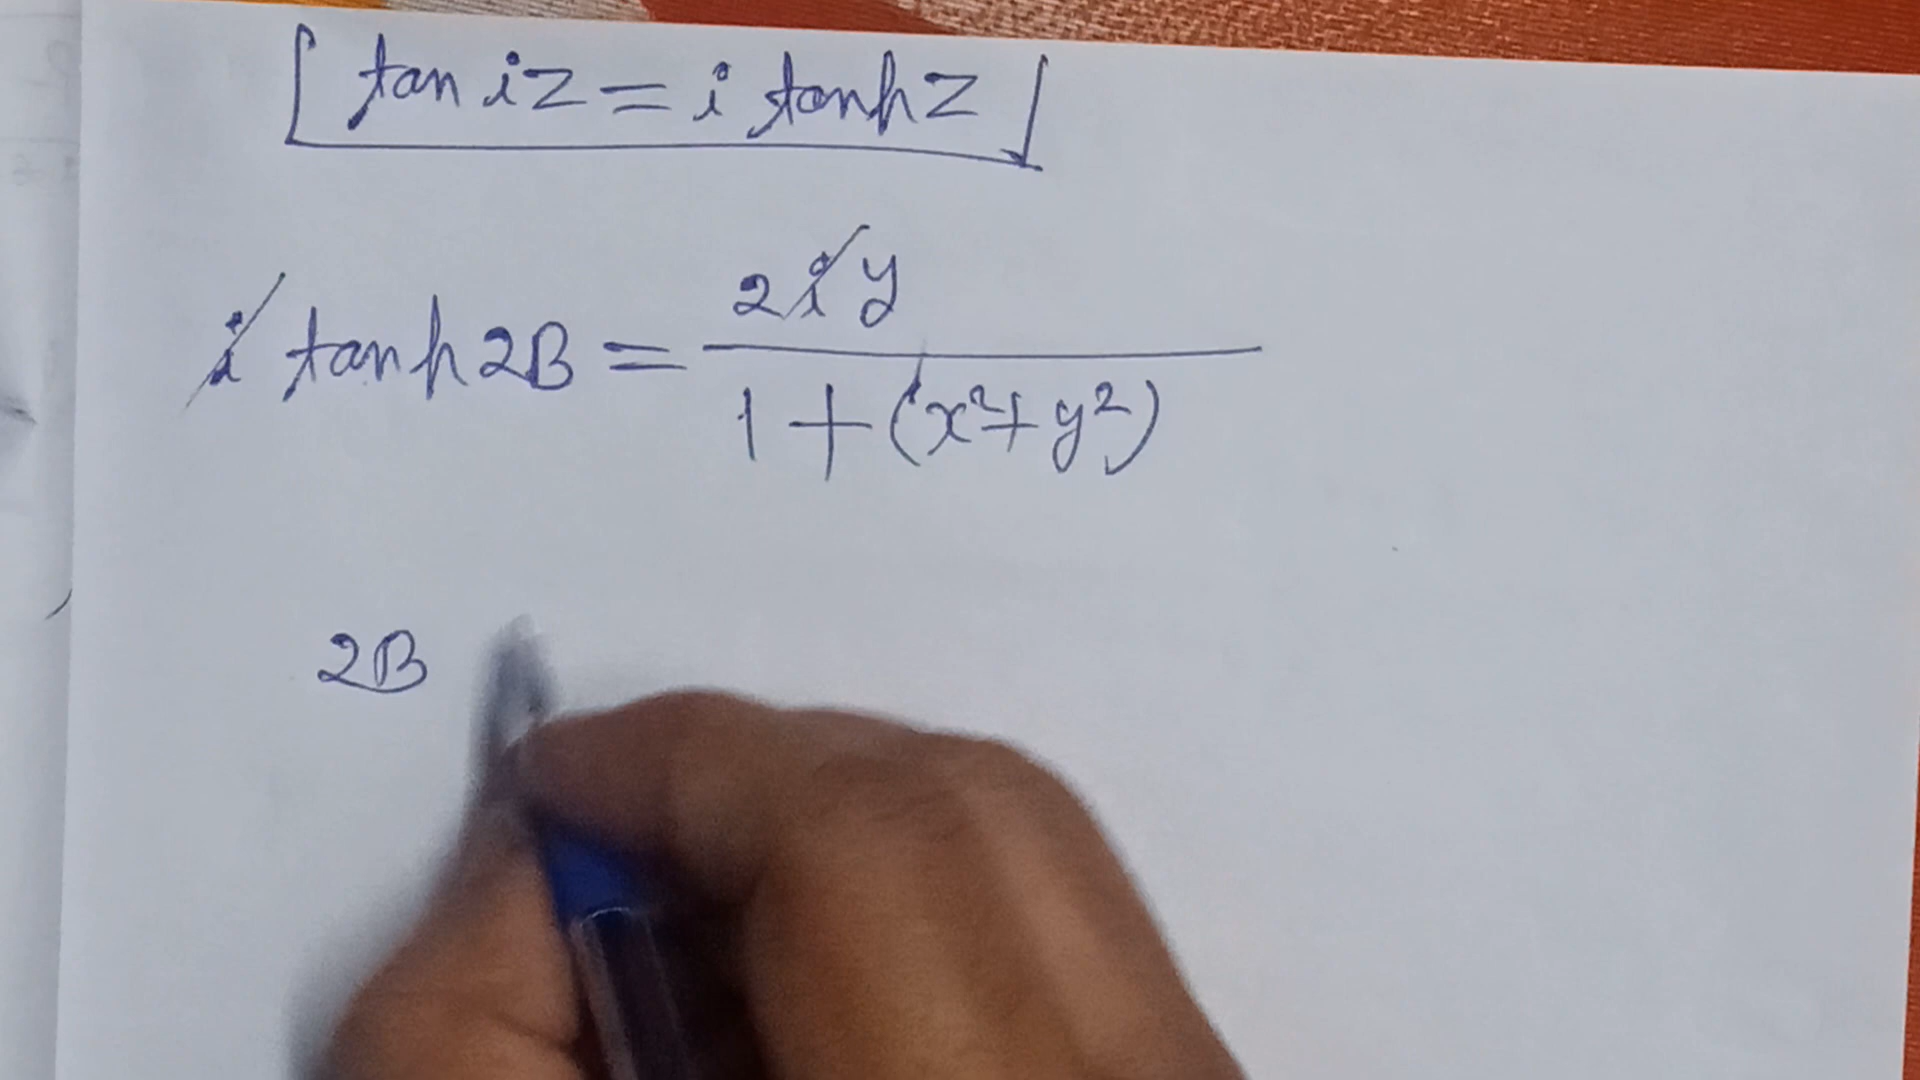 [tan iz = i tanh z]
i tanh 2B = 2iy / 1 + (x² + y²)
2B